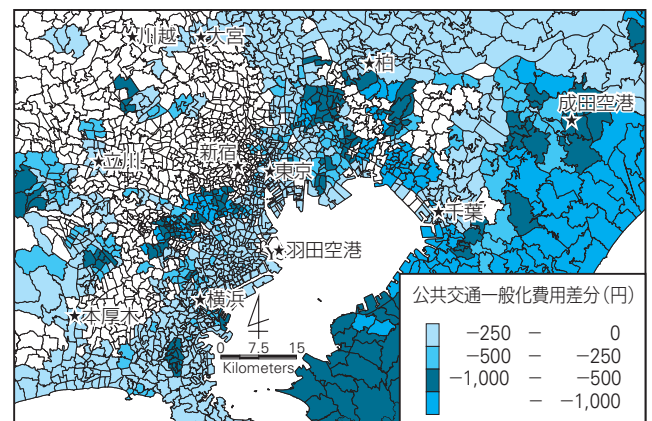 ★川越
★大宮
★柏
成田空港
★
★立川
新宿★
★東京
★千葉
★羽田空港
★本厚木
★横浜
0 7.5 15
Kilometers
公共交通一般化費用差分(円)
−250 − 0
−500 − −250
−1,000 − −500
− −1,000